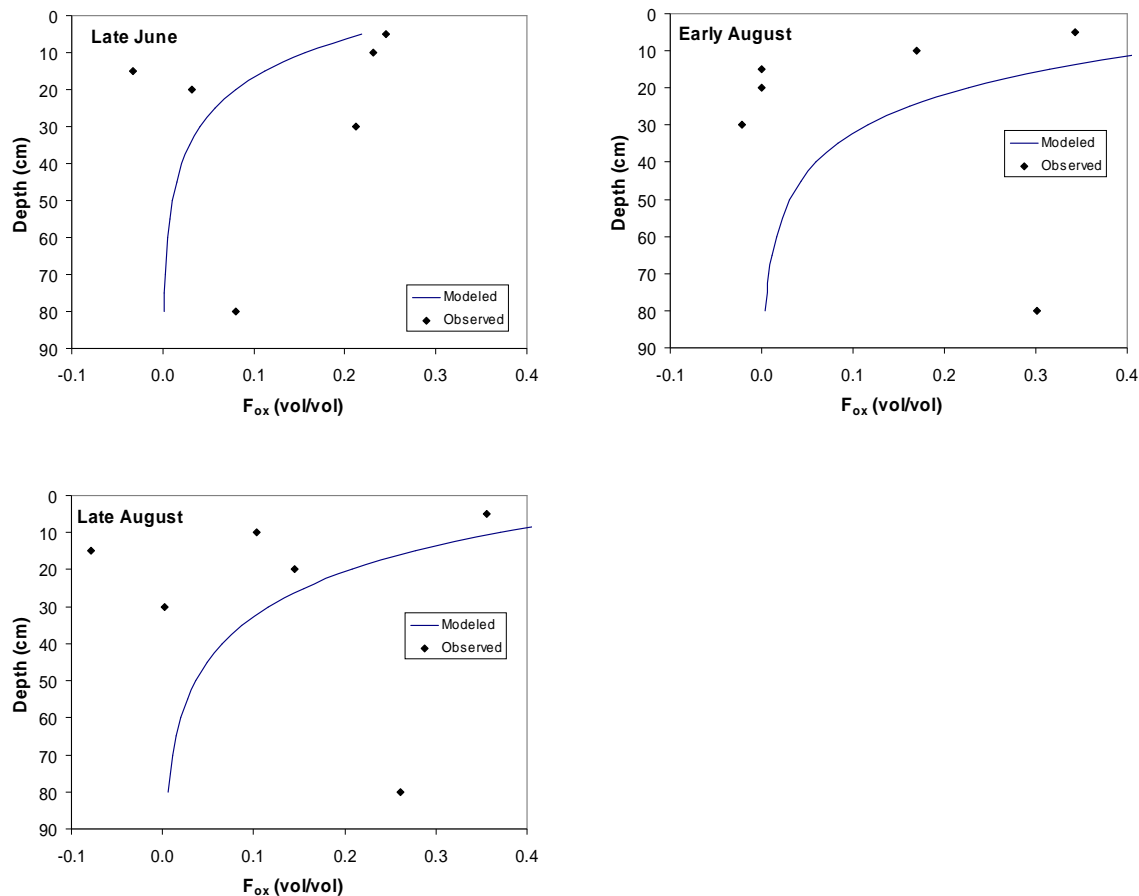 Late June
Depth (cm)
0
10
20
30
40
50
60
70
80
90
-0.1 0.0 0.1 0.2 0.3 0.4
Fox (vol/vol)
Modeled
Observed
Early August
Depth (cm)
0
10
20
30
40
50
60
70
80
90
-0.1 0.0 0.1 0.2 0.3 0.4
Fox (vol/vol)
Modeled
Observed
Late August
Depth (cm)
0
10
20
30
40
50
60
70
80
90
-0.1 0.0 0.1 0.2 0.3 0.4
Fox (vol/vol)
Modeled
Observed